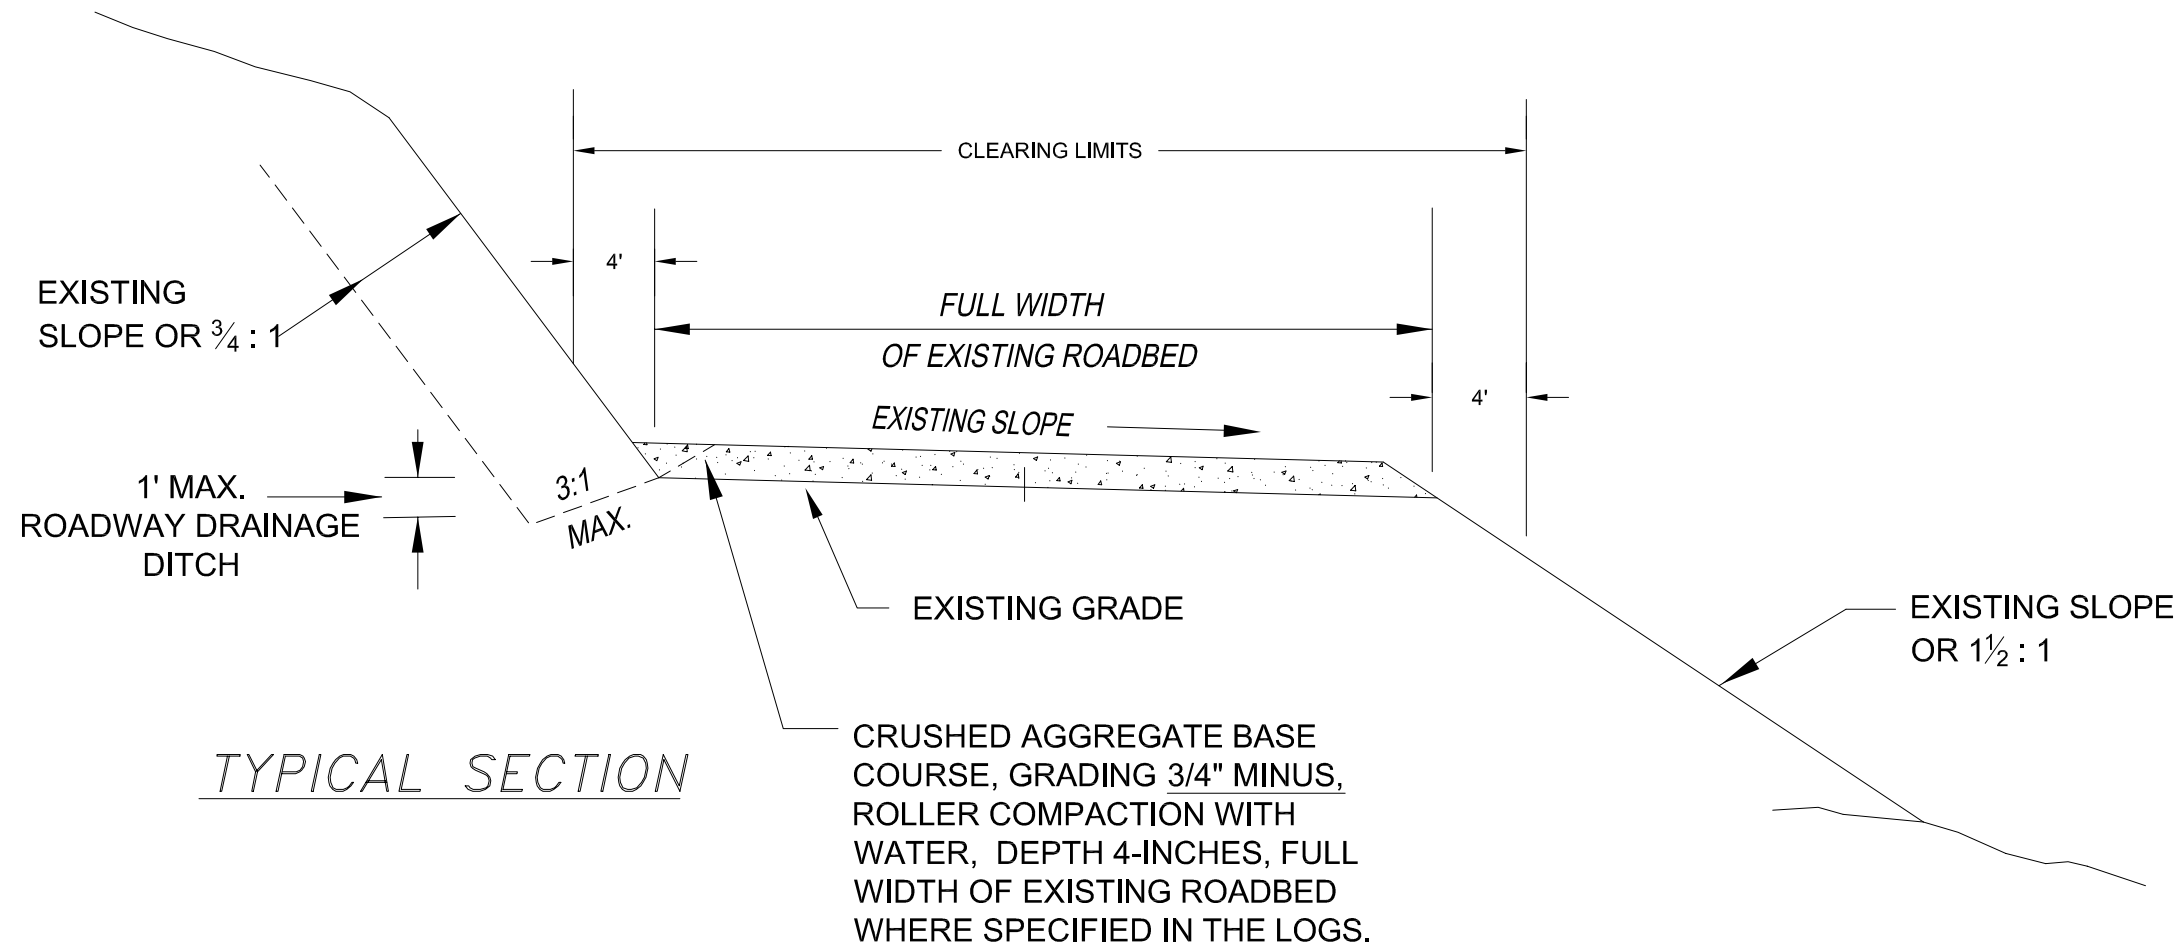 CLEARING LIMITS
4'
FULL WIDTH
OF EXISTING ROADBED
4'
EXISTING SLOPE
EXISTING
SLOPE OR ¾ : 1
1' MAX.
ROADWAY DRAINAGE
DITCH
3:1
MAX.
EXISTING GRADE
EXISTING SLOPE
OR 1½ : 1
CRUSHED AGGREGATE BASE
COURSE, GRADING 3/4" MINUS,
ROLLER COMPACTION WITH
WATER, DEPTH 4-INCHES, FULL
WIDTH OF EXISTING ROADBED
WHERE SPECIFIED IN THE LOGS.
TYPICAL SECTION